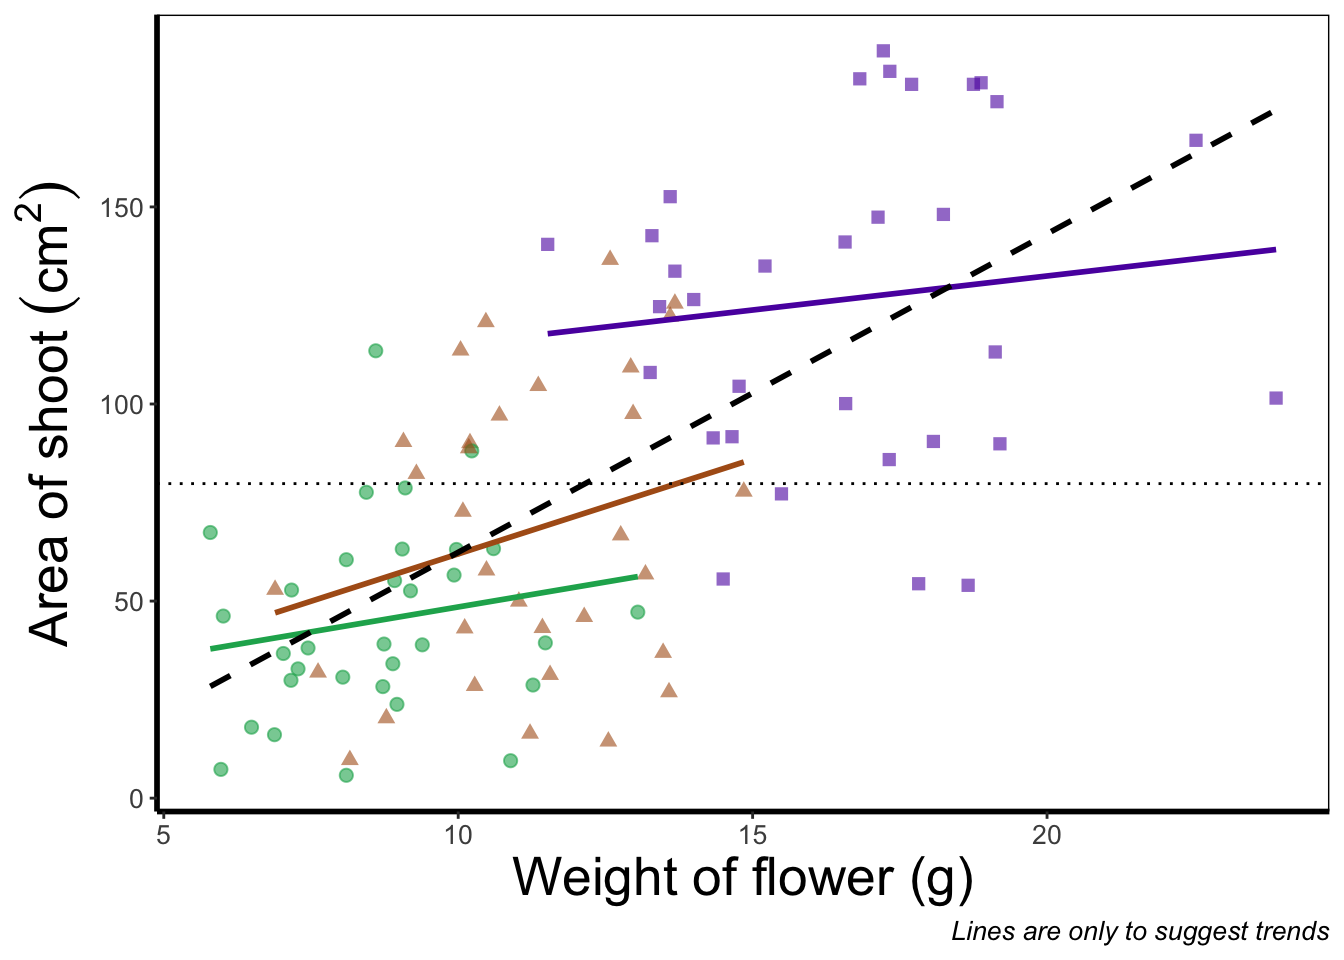 Area of shoot (cm²)
150
100
50
0
5 10 15 20
Weight of flower (g)
Lines are only to suggest trends